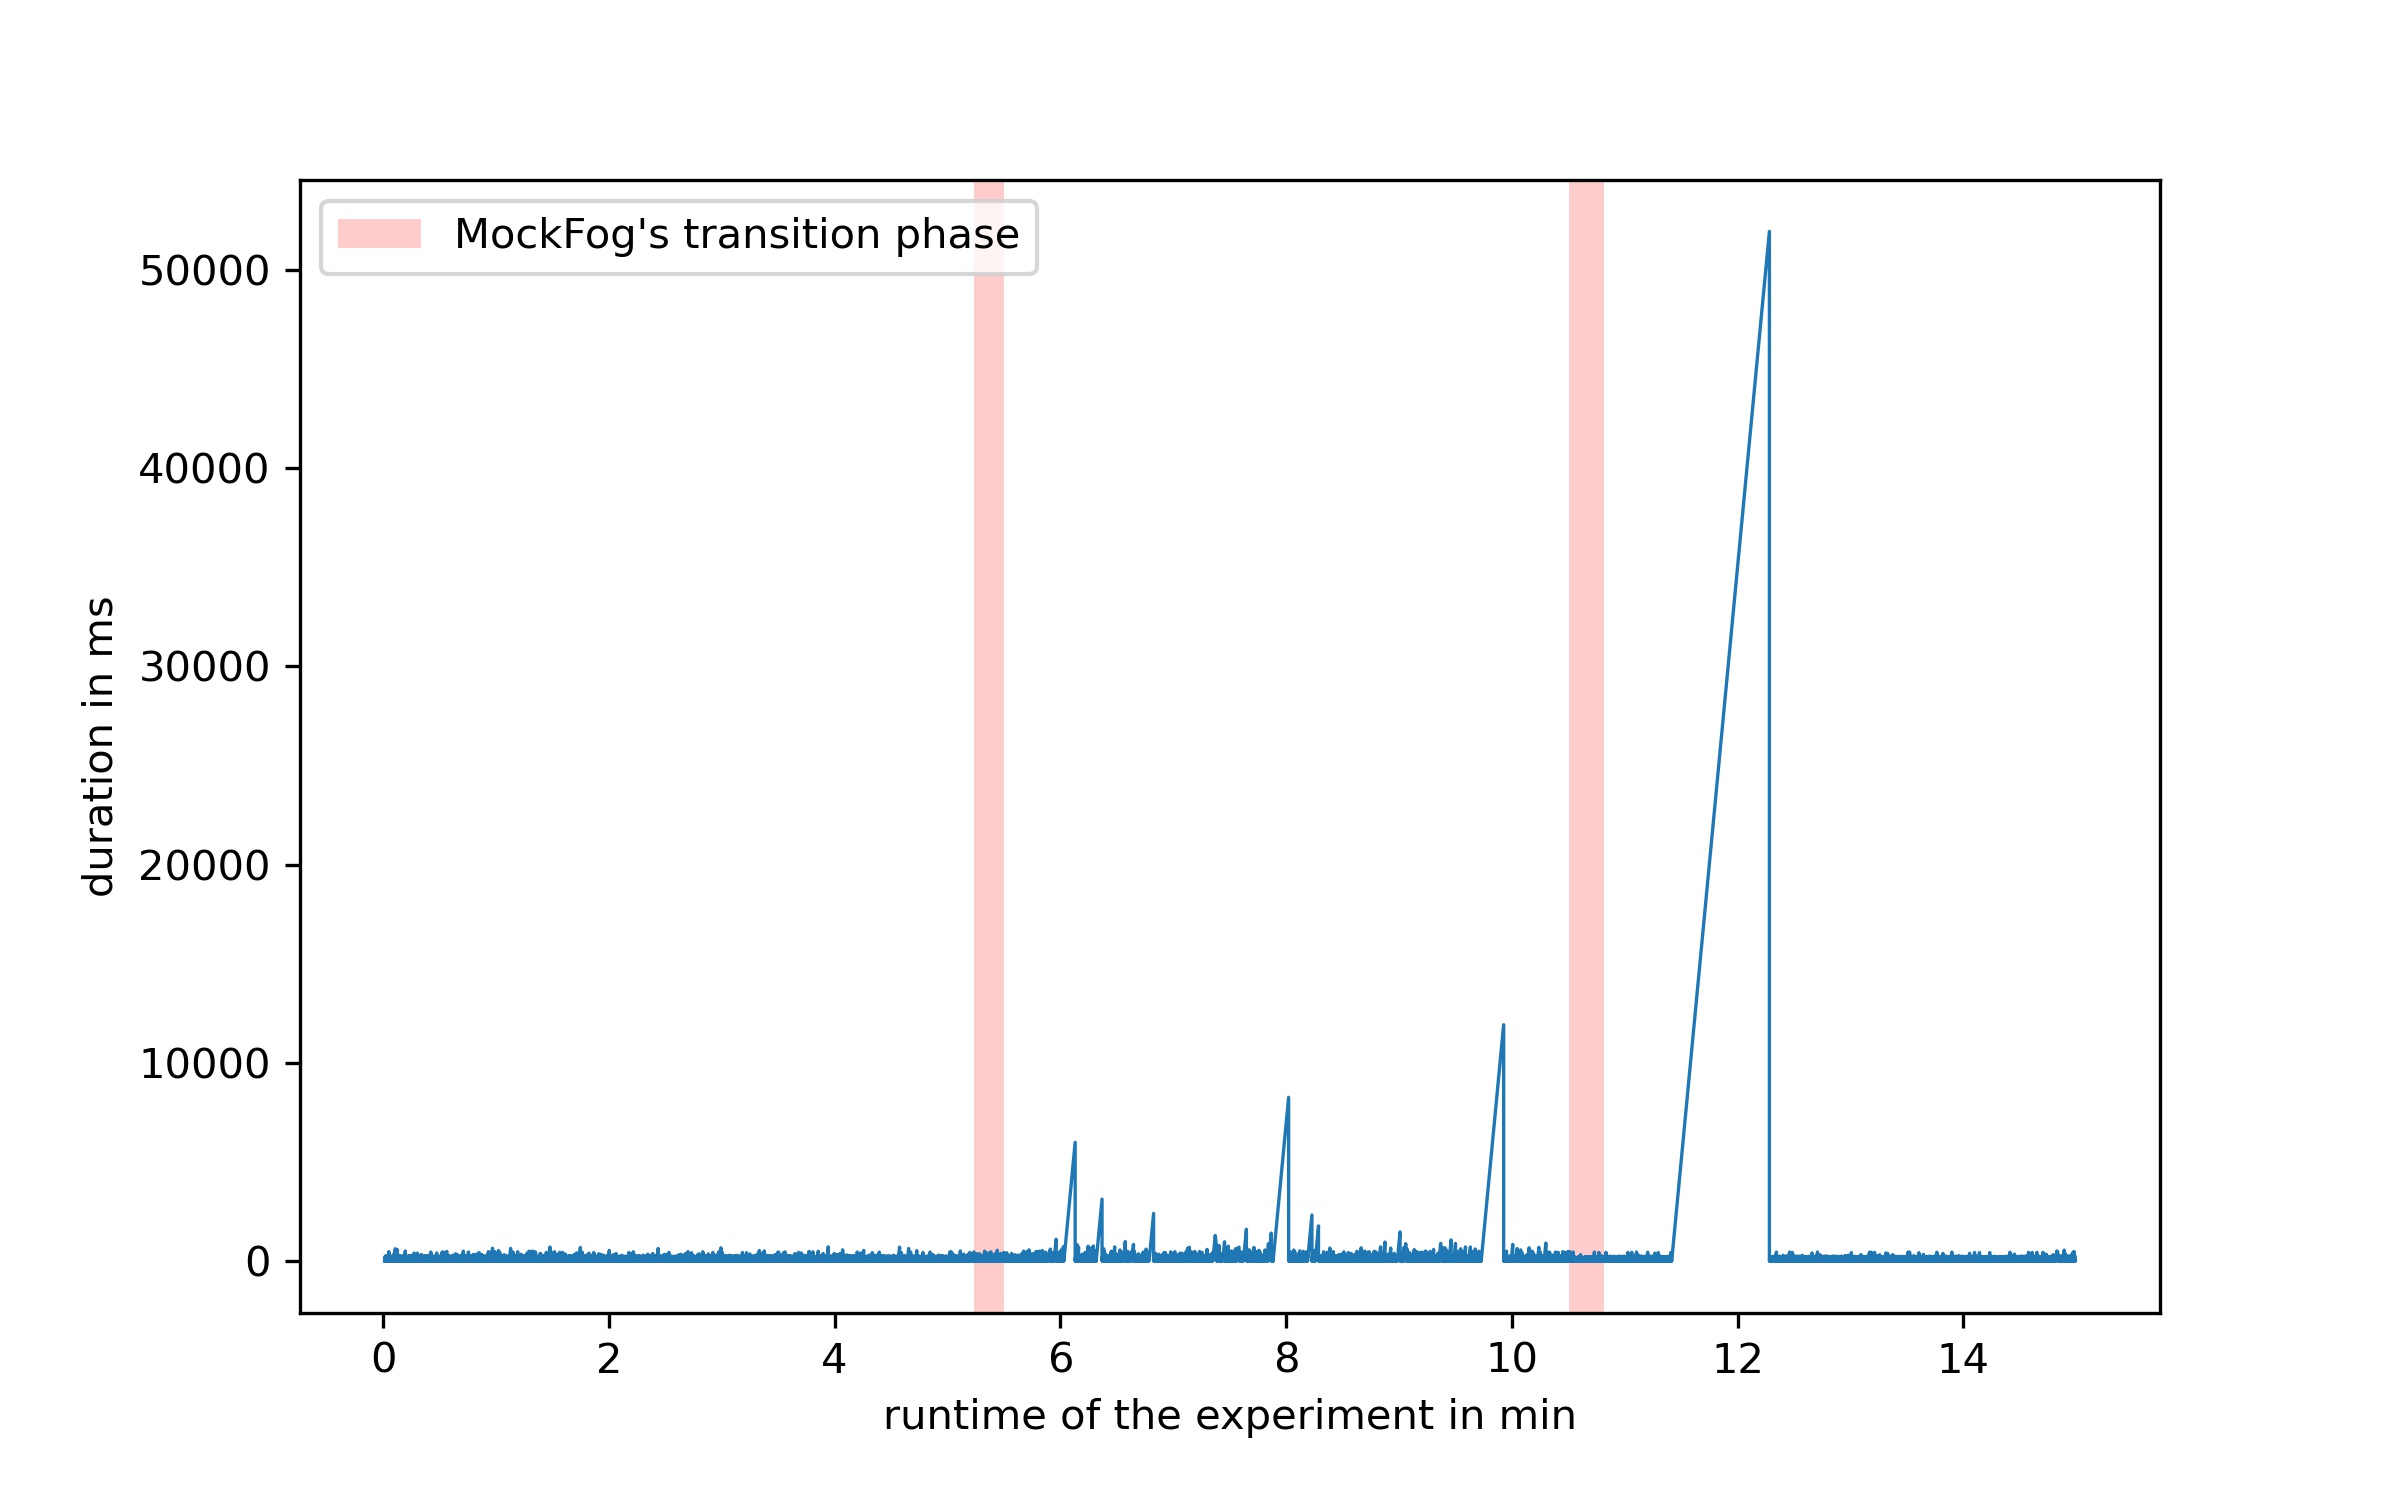 MockFog's transition phase
50000
40000
30000
20000
10000
0
duration in ms
0 2 4 6 8 10 12 14
runtime of the experiment in min